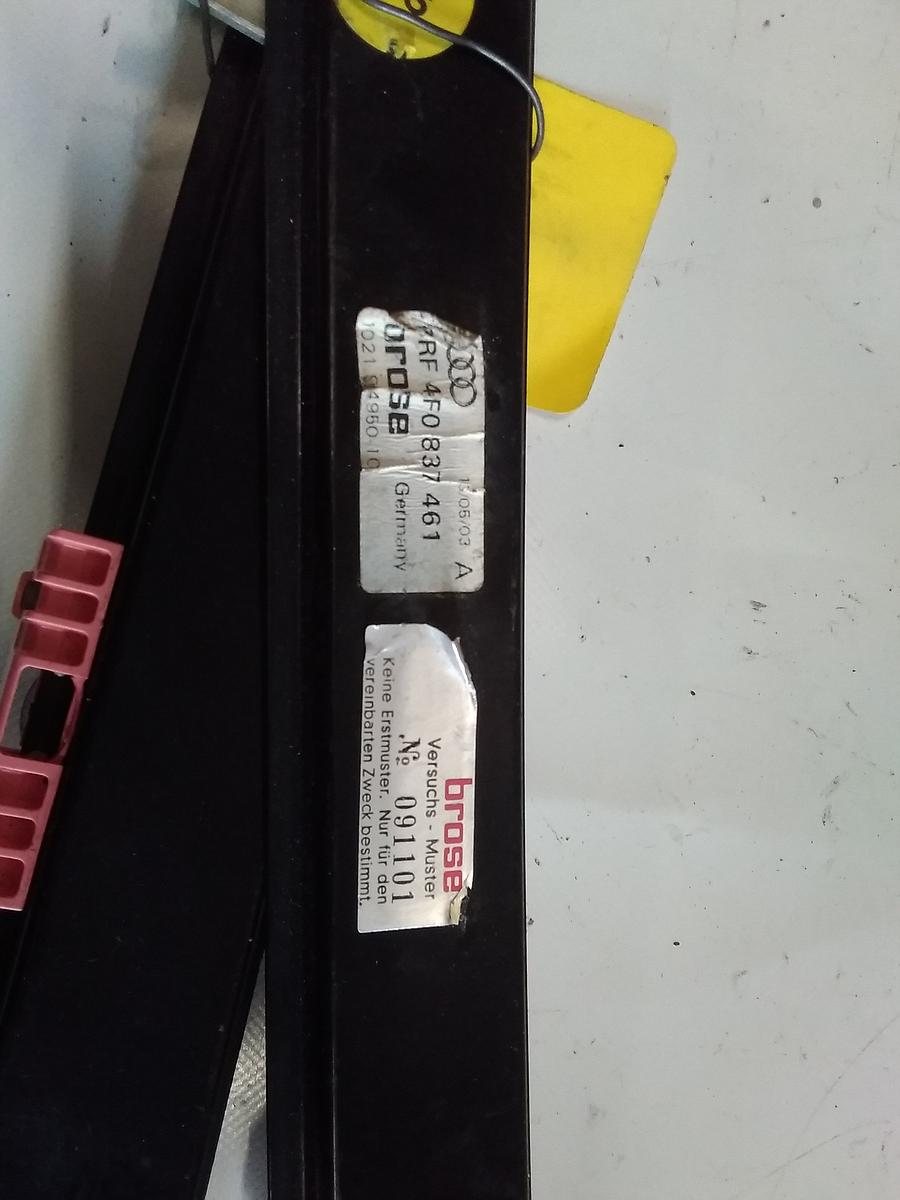 PRF 4F0 837 461
15/05/03 A
brose Germany
brose
Versuchs - Muster
№ 091101
Keine Erstmuster. Nur für den
vereinbarten Zweck bestimmt.